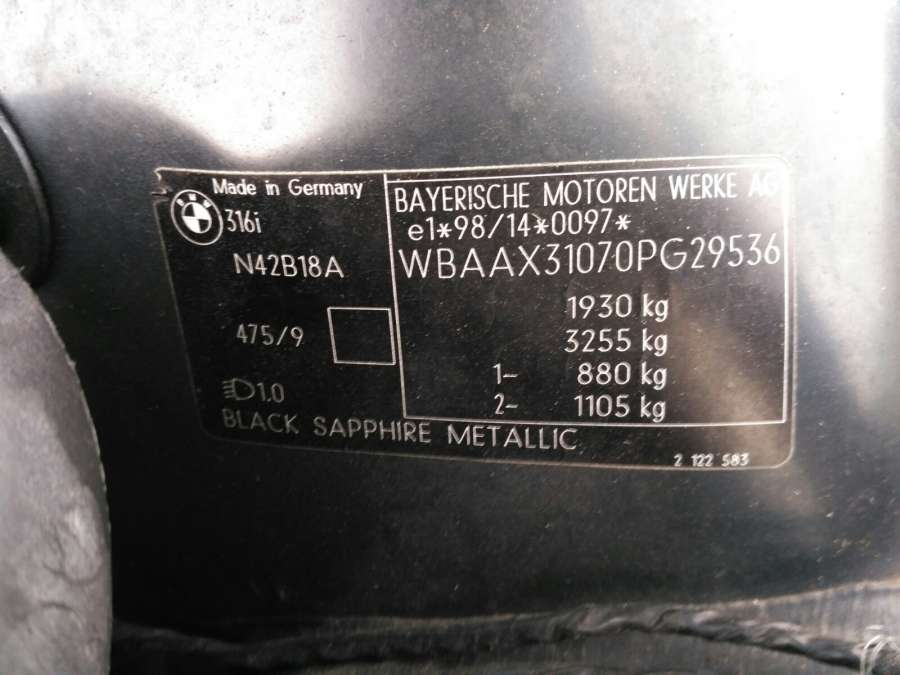 Made in Germany
316i
N42B18A
475/9
1.0
BLACK SAPPHIRE METALLIC
BAYERISCHE MOTOREN WERKE AG
e1*98/14*0097*
WBAAX31070PG29536
1930 kg
3255 kg
1- 880 kg
2- 1105 kg
2 122 583